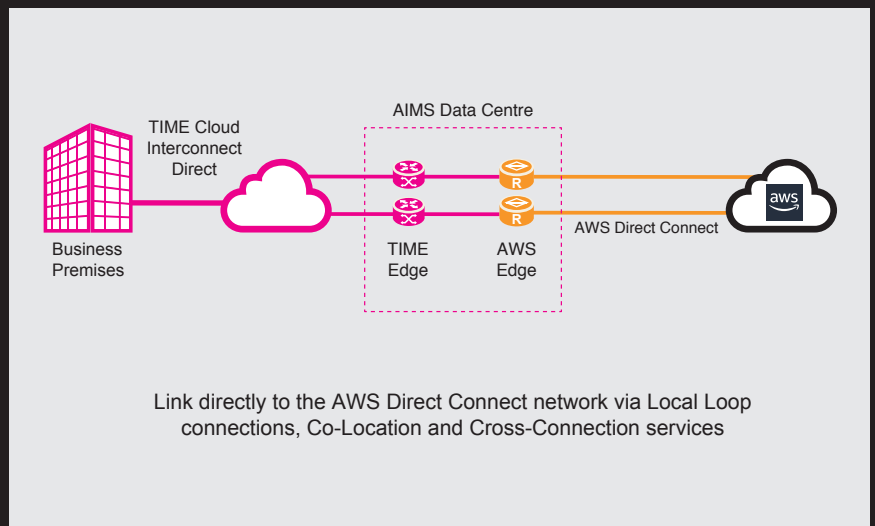 AIMS Data Centre
TIME Cloud
Interconnect
Direct
aws
R
R
AWS Direct Connect
Business
Premises
TIME
Edge
AWS
Edge
Link directly to the AWS Direct Connect network via Local Loop
connections, Co-Location and Cross-Connection services